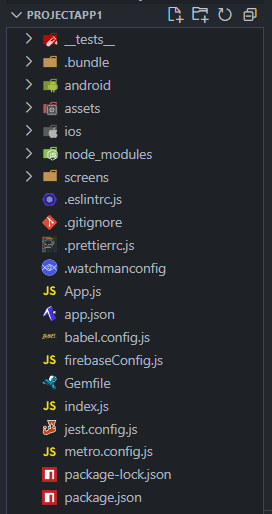 PROJECTAPP1
__tests__
.bundle
android
assets
ios
node_modules
screens
.eslintrc.js
.gitignore
.prettierrc.js
.watchmanconfig
JS App.js
app.json
BABEL babel.config.js
JS firebaseConfig.js
Gemfile
JS index.js
jest.config.js
JS metro.config.js
package-lock.json
package.json